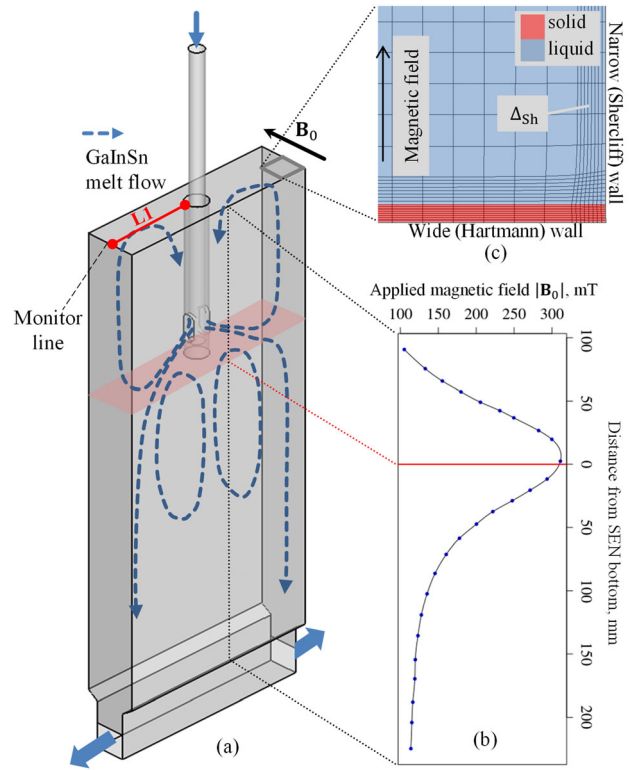 B₀
GaInSn
melt flow
L1
Monitor
line
(a)
solid
liquid
Magnetic field
Δ_Sh
Narrow (Shercliff) wall
Wide (Hartmann) wall
(c)
Applied magnetic field |B₀|, mT
100 150 200 250 300
100
50
0
50
100
150
200
Distance from SEN bottom, mm
(b)